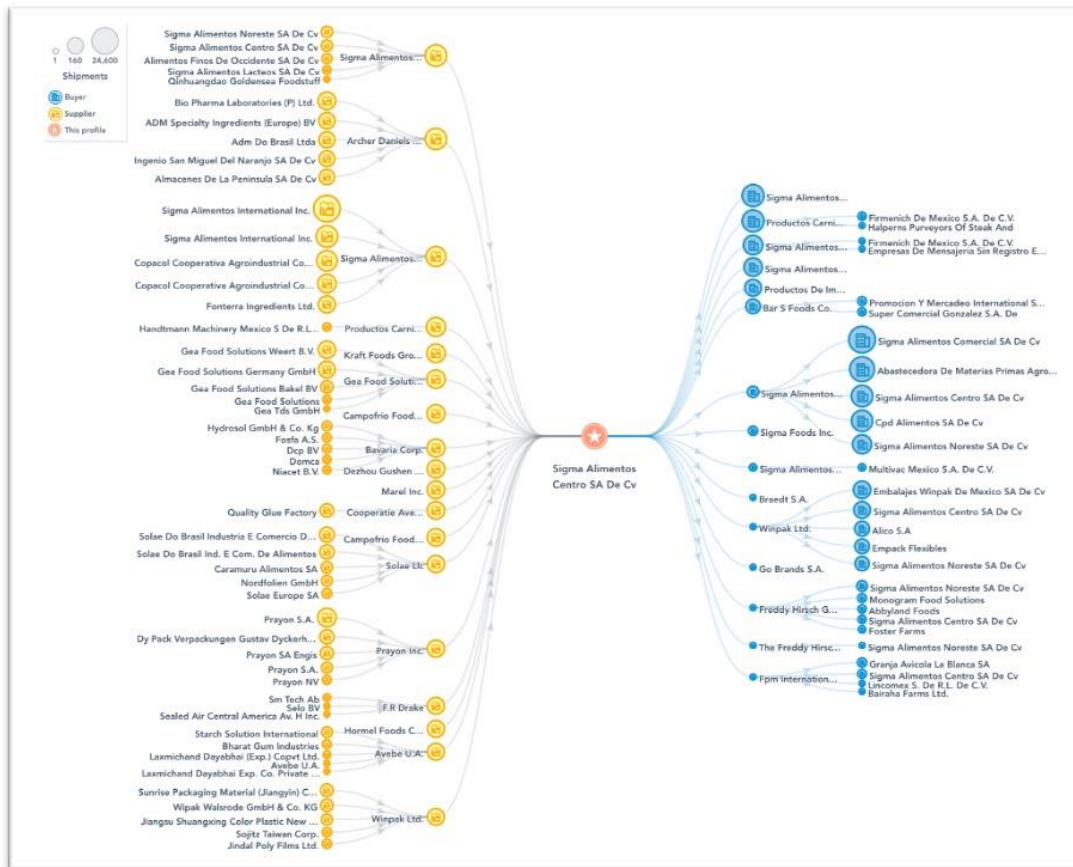 1 160 24,600
Shipments
Buyer
Supplier
This profile
Sigma Alimentos Noreste SA De Cv
Sigma Alimentos Centro SA De Cv
Alimentos Finos De Occidente SA De Cv
Sigma Alimentos Lacteos SA De Cv
Qinhuangdao Goldensea Foodstuff
Sigma Alimentos...
Bio Pharma Laboratories (P) Ltd.
ADM Specialty Ingredients (Europe) BV
Adm Do Brasil Ltda
Ingenio San Miguel Del Naranjo SA De Cv
Almacenes De La Peninsula SA De Cv
Archer Daniels ...
Sigma Alimentos International Inc.
Sigma Alimentos International Inc.
Copacol Cooperativa Agroindustrial Co...
Copacol Cooperativa Agroindustrial Co...
Fonterra Ingredients Ltd.
Sigma Alimentos...
Handtmann Machinery Mexico S De R.L...
Productos Carni...
Kraft Foods Gro...
Gea Food Solutions Weert B.V.
Gea Food Solutions Germany GmbH
Gea Food Solutions Bakel BV
Gea Food Solutions
Gea Tds GmbH
Gea Food Soluti...
Campofrio Food...
Hydrosol GmbH & Co. Kg
Fosfa A.S.
Dcp BV
Domca
Niacet B.V.
Bavaria Corp.
Dezhou Gushen ...
Marel Inc.
Quality Glue Factory
Cooperatie Ave...
Campofrio Food...
Solae Do Brasil Industria E Comercio D...
Solae Do Brasil Ind. E Com. De Alimentos
Caramuru Alimentos SA
Nordfolien GmbH
Solae Europe SA
Solae Llc
Prayon S.A.
Dy Pack Verpackungen Gustav Dyckerh...
Prayon SA Engis
Prayon S.A.
Prayon NV
Prayon Inc.
Sm Tech Ab
Selo BV
Sealed Air Central America Av. H Inc.
F.R Drake
Hormel Foods C...
Starch Solution International
Bharat Gum Industries
Laxmichand Dayabhai (Exp.) Copvt Ltd.
Avebe U.A.
Laxmichand Dayabhai Exp. Co. Private ...
Avebe U.A.
Sunrise Packaging Material (Jiangyin) C...
Wipak Walsrode GmbH & Co. KG
Jiangsu Shuangxing Color Plastic New ...
Sojitz Taiwan Corp.
Jindal Poly Films Ltd.
Winpak Ltd.
Sigma Alimentos
Centro SA De Cv
Sigma Alimentos...
Productos Carni...
Firmenich De Mexico S.A. De C.V.
Halperns Purveyors Of Steak And
Sigma Alimentos...
Firmenich De Mexico S.A. De C.V.
Empresas De Mensajeria Sin Registro E...
Sigma Alimentos...
Productos De Im...
Bar S Foods Co.
Promocion Y Mercadeo International S...
Super Comercial Gonzalez S.A. De
Sigma Alimentos...
Sigma Alimentos Comercial SA De Cv
Abastecedora De Materias Primas Agro...
Sigma Alimentos Centro SA De Cv
Cpd Alimentos SA De Cv
Sigma Alimentos Noreste SA De Cv
Sigma Foods Inc.
Sigma Alimentos...
Multivac Mexico S.A. De C.V.
Braedt S.A.
Winpak Ltd.
Embalajes Winpak De Mexico SA De Cv
Sigma Alimentos Centro SA De Cv
Alico S.A
Empack Flexibles
Sigma Alimentos Noreste SA De Cv
Go Brands S.A.
Freddy Hirsch G...
Sigma Alimentos Noreste SA De Cv
Monogram Food Solutions
Abbyland Foods
Sigma Alimentos Centro SA De Cv
Foster Farms
The Freddy Hirsc...
Sigma Alimentos Noreste SA De Cv
Fpm Internation...
Granja Avicola La Blanca SA
Sigma Alimentos Centro SA De Cv
Lincomex S. De R.L. De C.V.
Bairaha Farms Ltd.